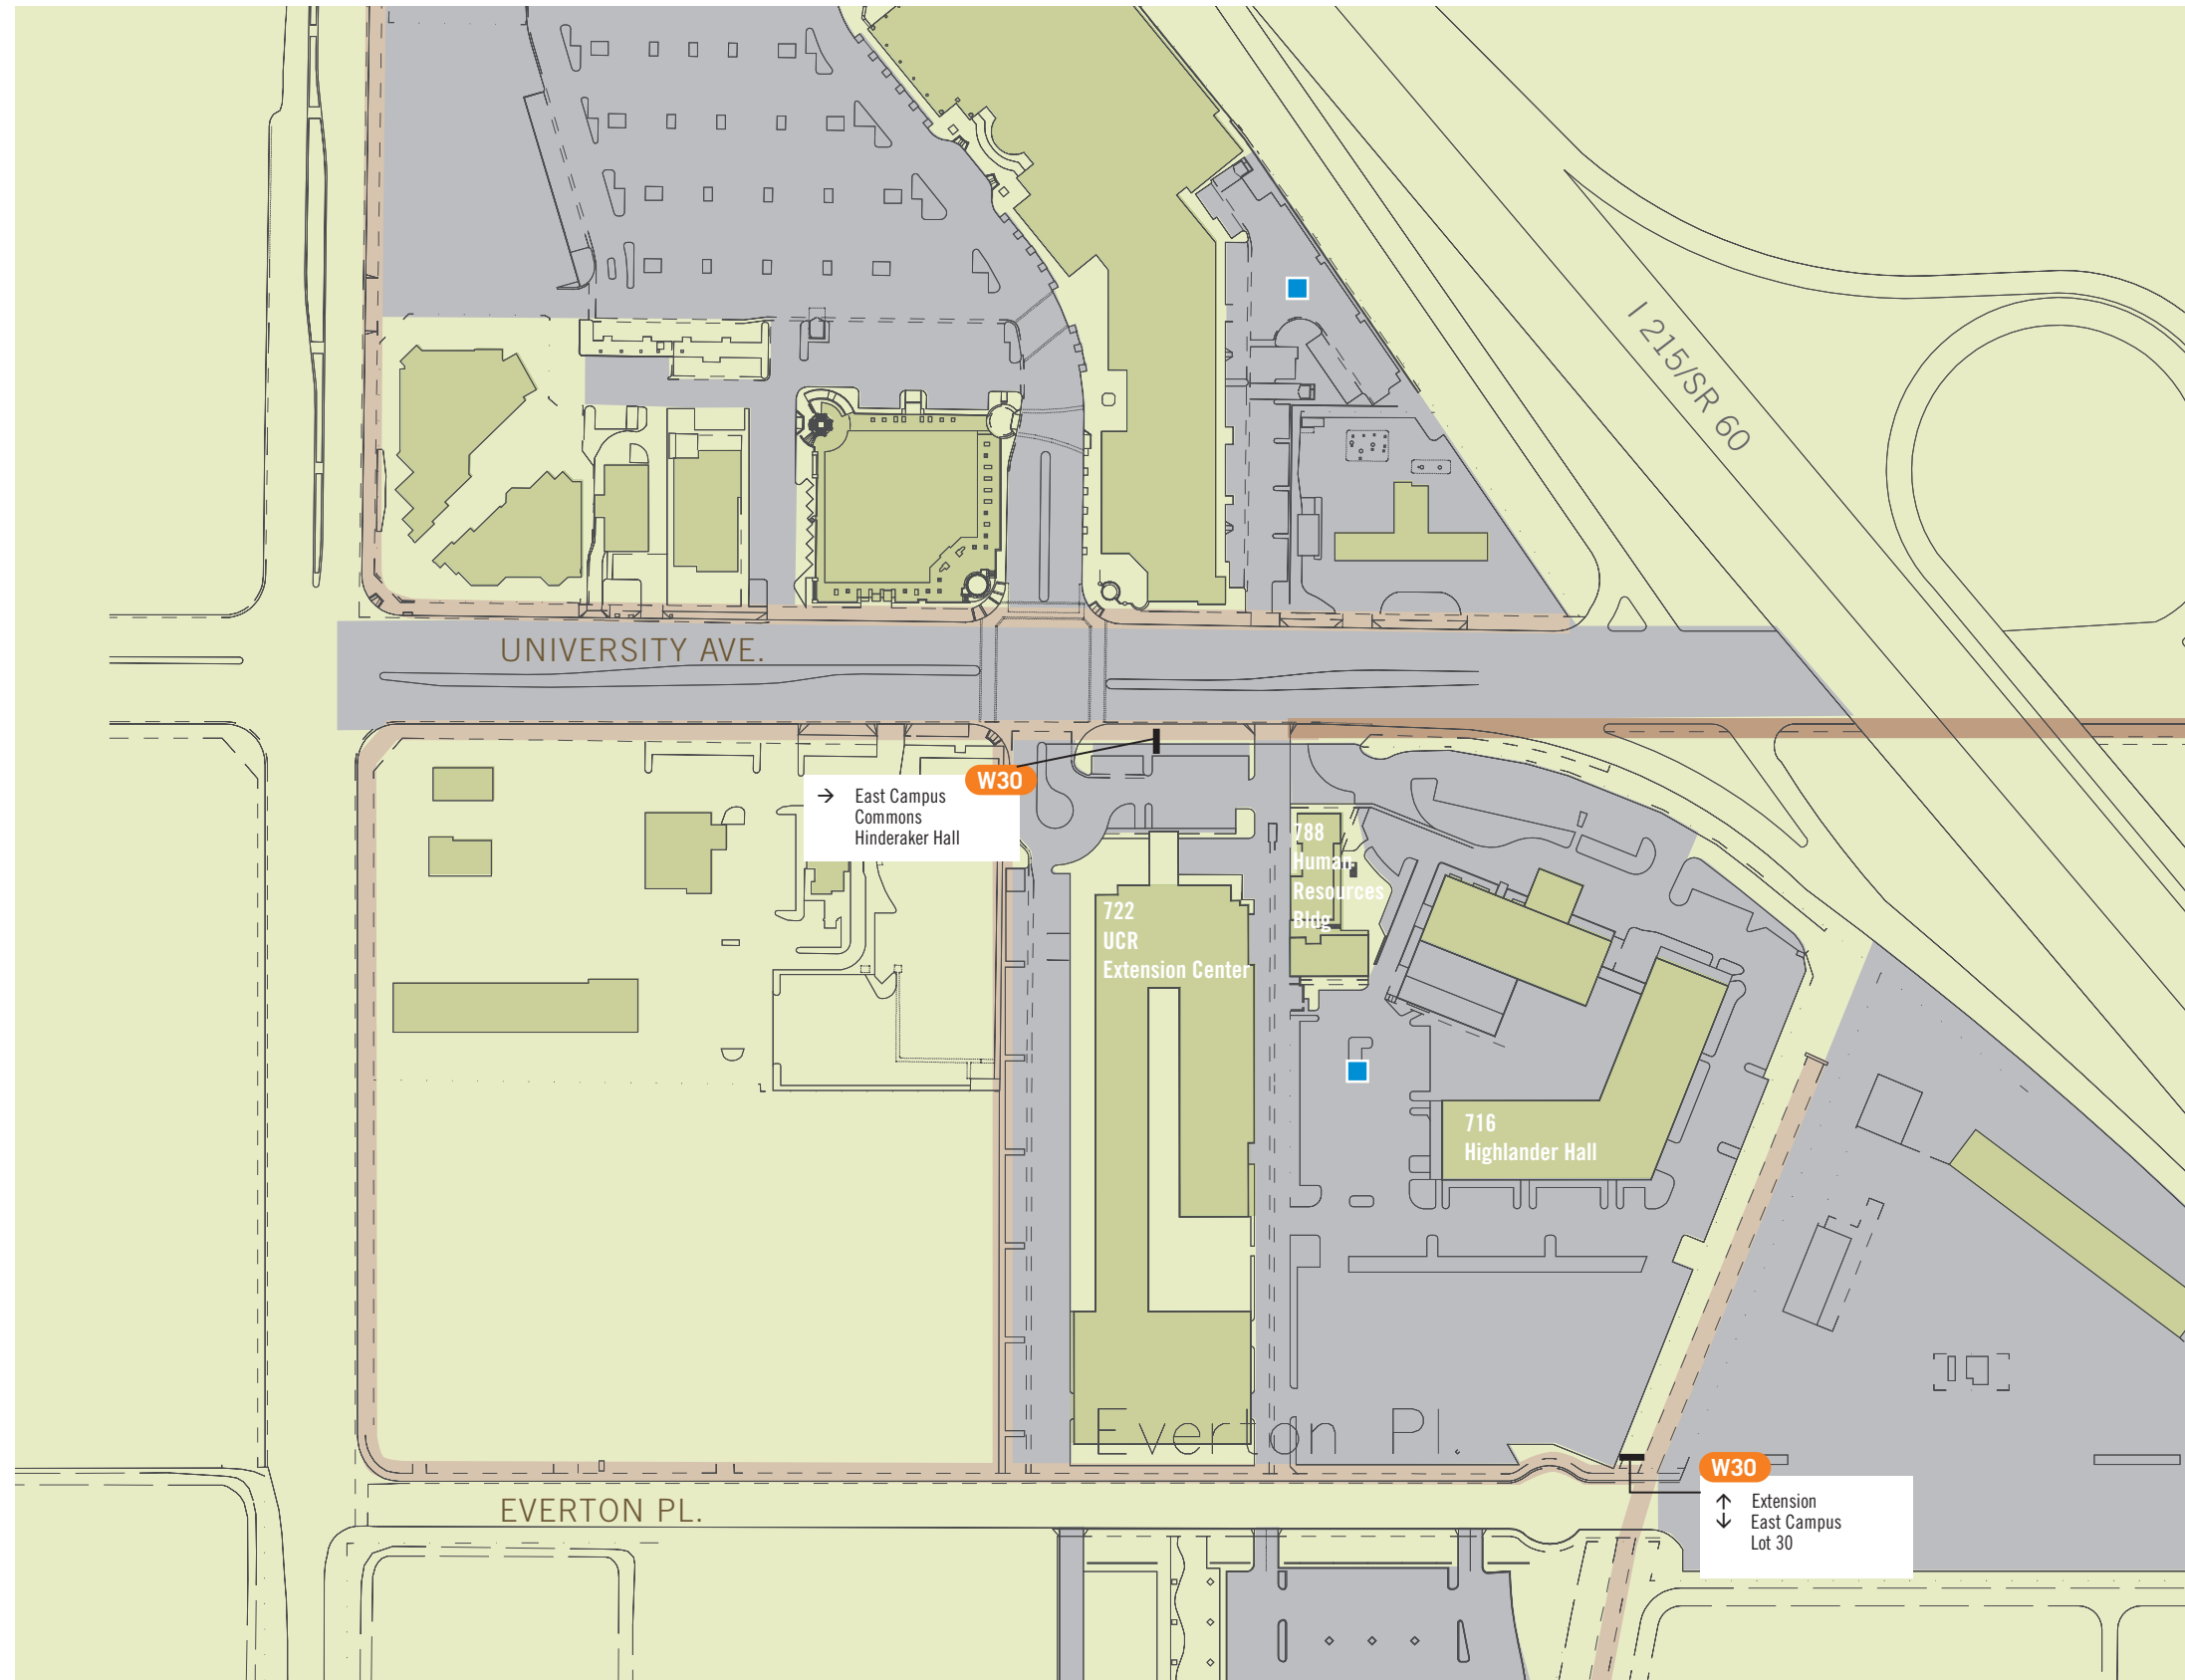 I 215/SR 60
UNIVERSITY AVE.
W30
→ East Campus
Commons
Hinderaker Hall
788
Human
Resources
Bldg
722
UCR
Extension Center
716
Highlander Hall
Everton Pl.
W30
↑ Extension
↓ East Campus
Lot 30
EVERTON PL.